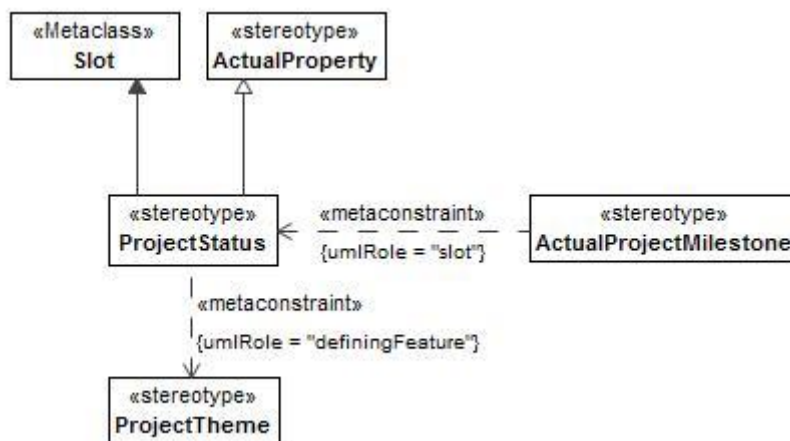 «Metaclass»
Slot
«stereotype»
ActualProperty
«stereotype»
ProjectStatus
«metaconstraint»
{umlRole = "slot"}
«stereotype»
ActualProjectMilestone
«metaconstraint»
{umlRole = "definingFeature"}
«stereotype»
ProjectTheme